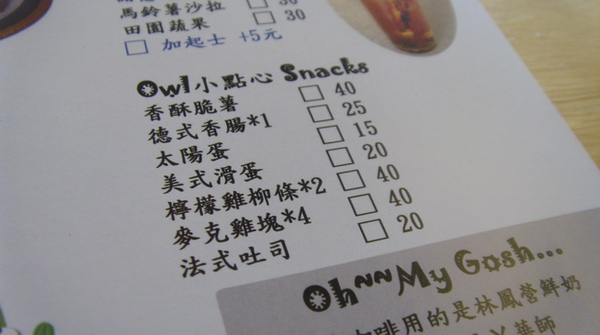 馬鈴薯沙拉 □ 30
田園蔬果 □ 30
□ 加起士 +5元
Owl小點心 Snacks
香酥脆薯 □ 40
德式香腸*1 □ 25
太陽蛋 □ 15
美式滑蛋 □ 20
檸檬雞柳條*2 □ 40
麥克雞塊*4 □ 40
法式吐司 □ 20
Oh~~My Gosh...
咖啡用的是林鳳營鮮奶